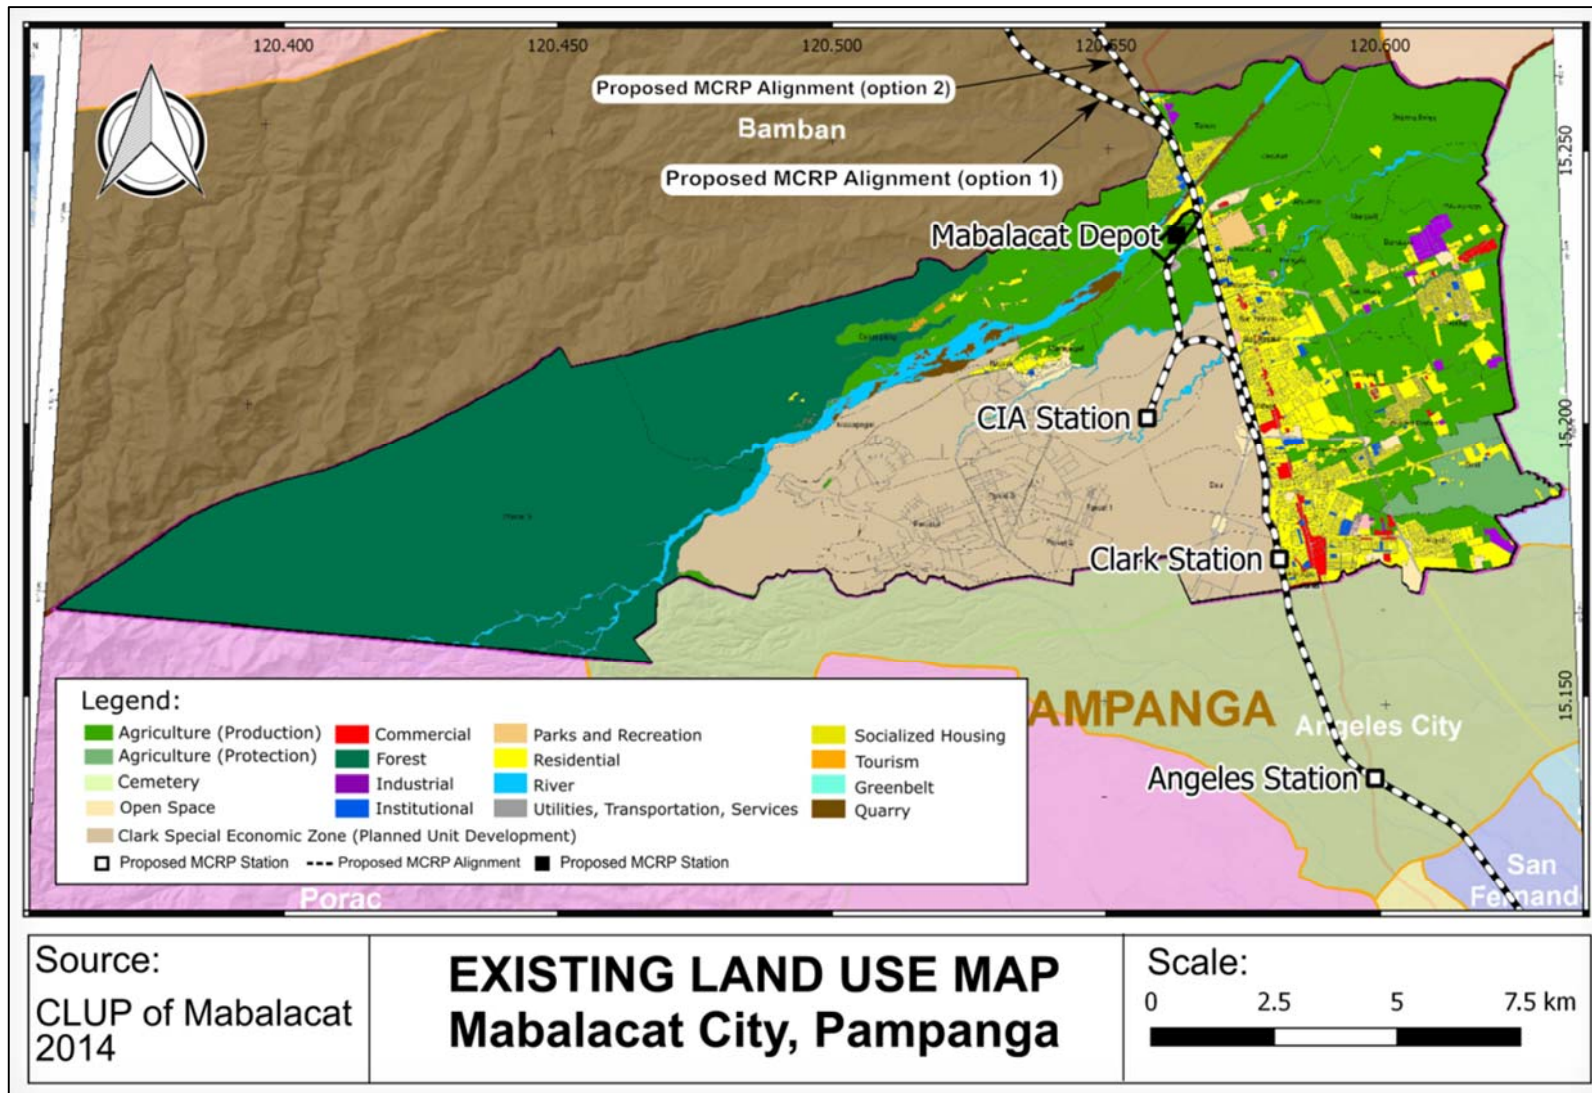 120.400
120.450
120.500
120.550
120.600
Proposed MCRP Alignment (option 2)
Bamban
Proposed MCRP Alignment (option 1)
15.250
Mabalacat Depot
CIA Station
15.200
Clark Station
15.150
AMPANGA
Angeles City
Angeles Station
San
Fernand
Porac
Legend:
Agriculture (Production)
Agriculture (Protection)
Cemetery
Open Space
Commercial
Forest
Industrial
Institutional
Parks and Recreation
Residential
River
Utilities, Transportation, Services
Socialized Housing
Tourism
Greenbelt
Quarry
Clark Special Economic Zone (Planned Unit Development)
Proposed MCRP Station
Proposed MCRP Alignment
Proposed MCRP Station
Source:
CLUP of Mabalacat
2014
EXISTING LAND USE MAP
Mabalacat City, Pampanga
Scale:
0 2.5 5 7.5 km